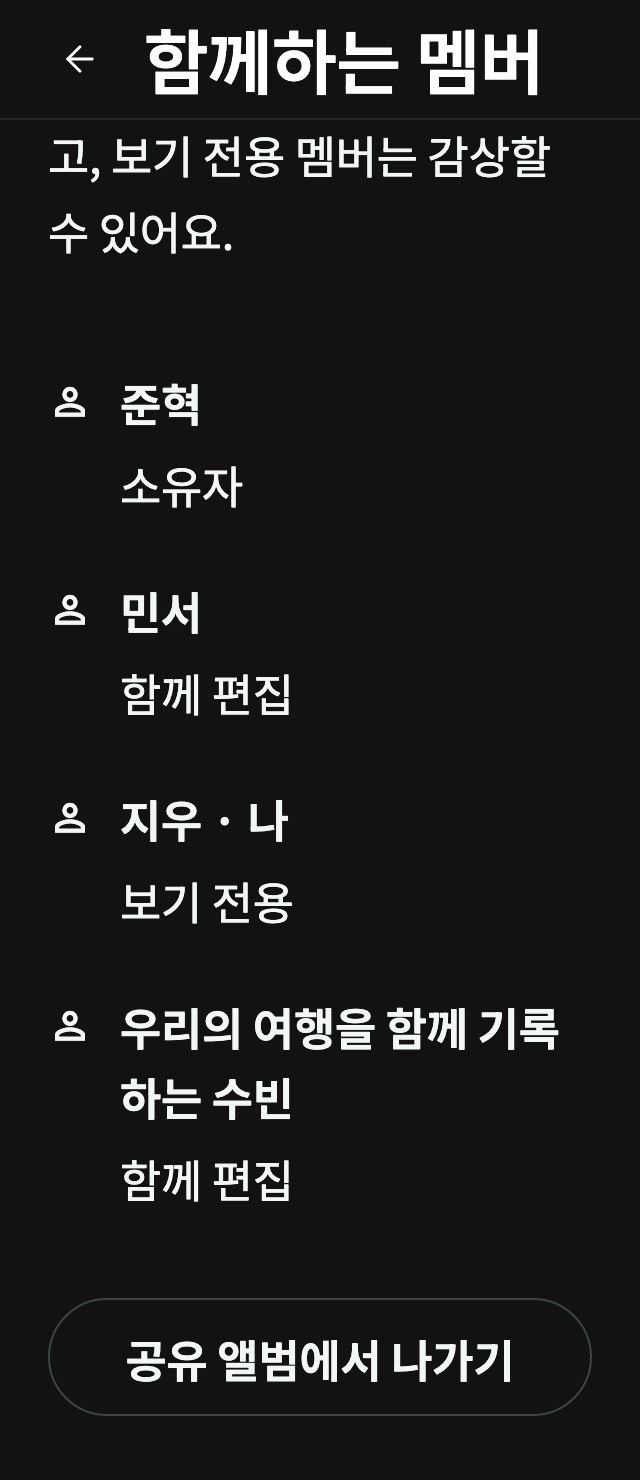 함께하는 멤버
고, 보기 전용 멤버는 감상할
수 있어요.
준혁
소유자
민서
함께 편집
지우 · 나
보기 전용
우리의 여행을 함께 기록
하는 수빈
함께 편집
공유 앨범에서 나가기